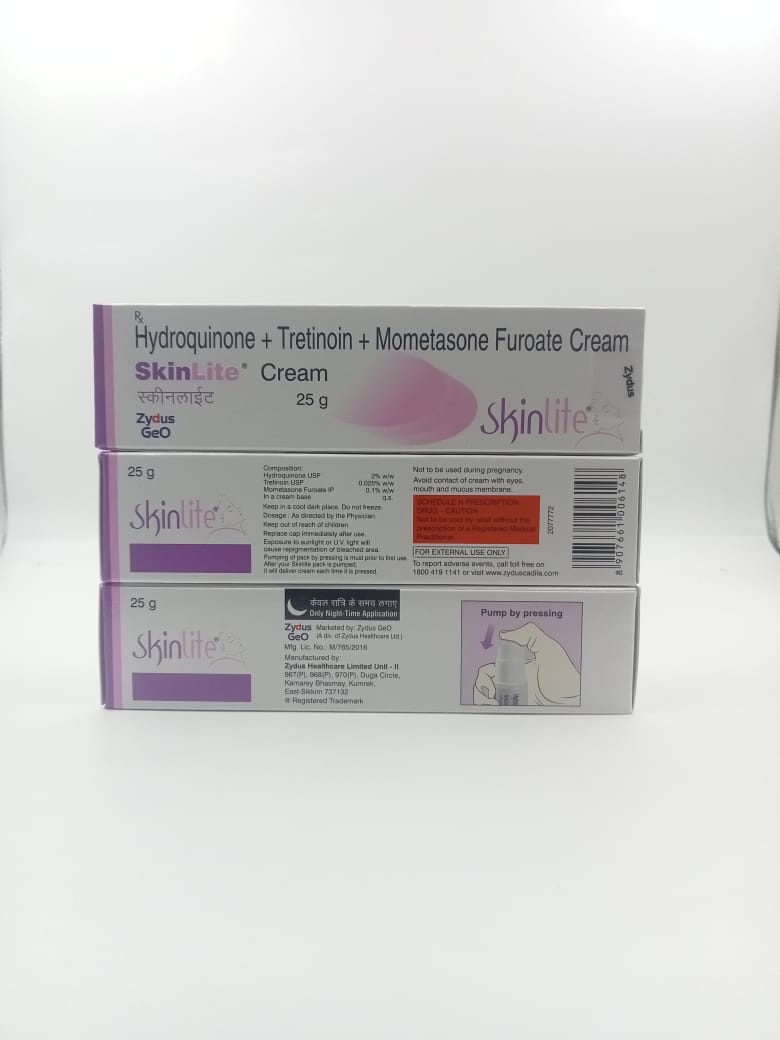 Rx
Hydroquinone + Tretinoin + Mometasone Furoate Cream
SkinLite® Cream
स्कीनलाईट
25 g
Zydus
GeO
Skinlite®
Zydus
25 g
Skinlite®
Composition:
Hydroquinone USP 2% w/w
Tretinoin USP 0.025% w/w
Mometasone Furoate IP 0.1% w/w
In a cream base q.s.
Keep in a cool dark place. Do not freeze.
Dosage : As directed by the Physician.
Keep out of reach of children
Replace cap immediately after use.
Exposure to sunlight or U.V. light will
cause repigmentation of bleached area.
Pumping of pack by pressing is must prior to first use.
After your Skinlite pack is pumped,
it will deliver cream each time it is pressed.
Not to be used during pregnancy.
Avoid contact of cream with eyes,
mouth and mucus membrane.
SCHEDULE H PRESCRIPTION
DRUG – CAUTION
Not to be sold by retail without the
prescription of a Registered Medical
Practitioner.
FOR EXTERNAL USE ONLY.
To report adverse events, call toll free on
1800 419 1141 or visit www.zyduscadila.com
2077772
8 907661 006148
25 g
Skinlite®
केवल रात्रि के समय लगाए
Only Night-Time Application
Zydus
GeO
Marketed by: Zydus GeO
(A div. of Zydus Healthcare Ltd.)
Mfg. Lic. No.: M/765/2016
Manufactured by:
Zydus Healthcare Limited Unit - II
967(P), 968(P), 970(P), Duga Circle,
Kamarey Bhasmay, Kumrek,
East-Sikkim 737132
® Registered Trademark
Pump by pressing